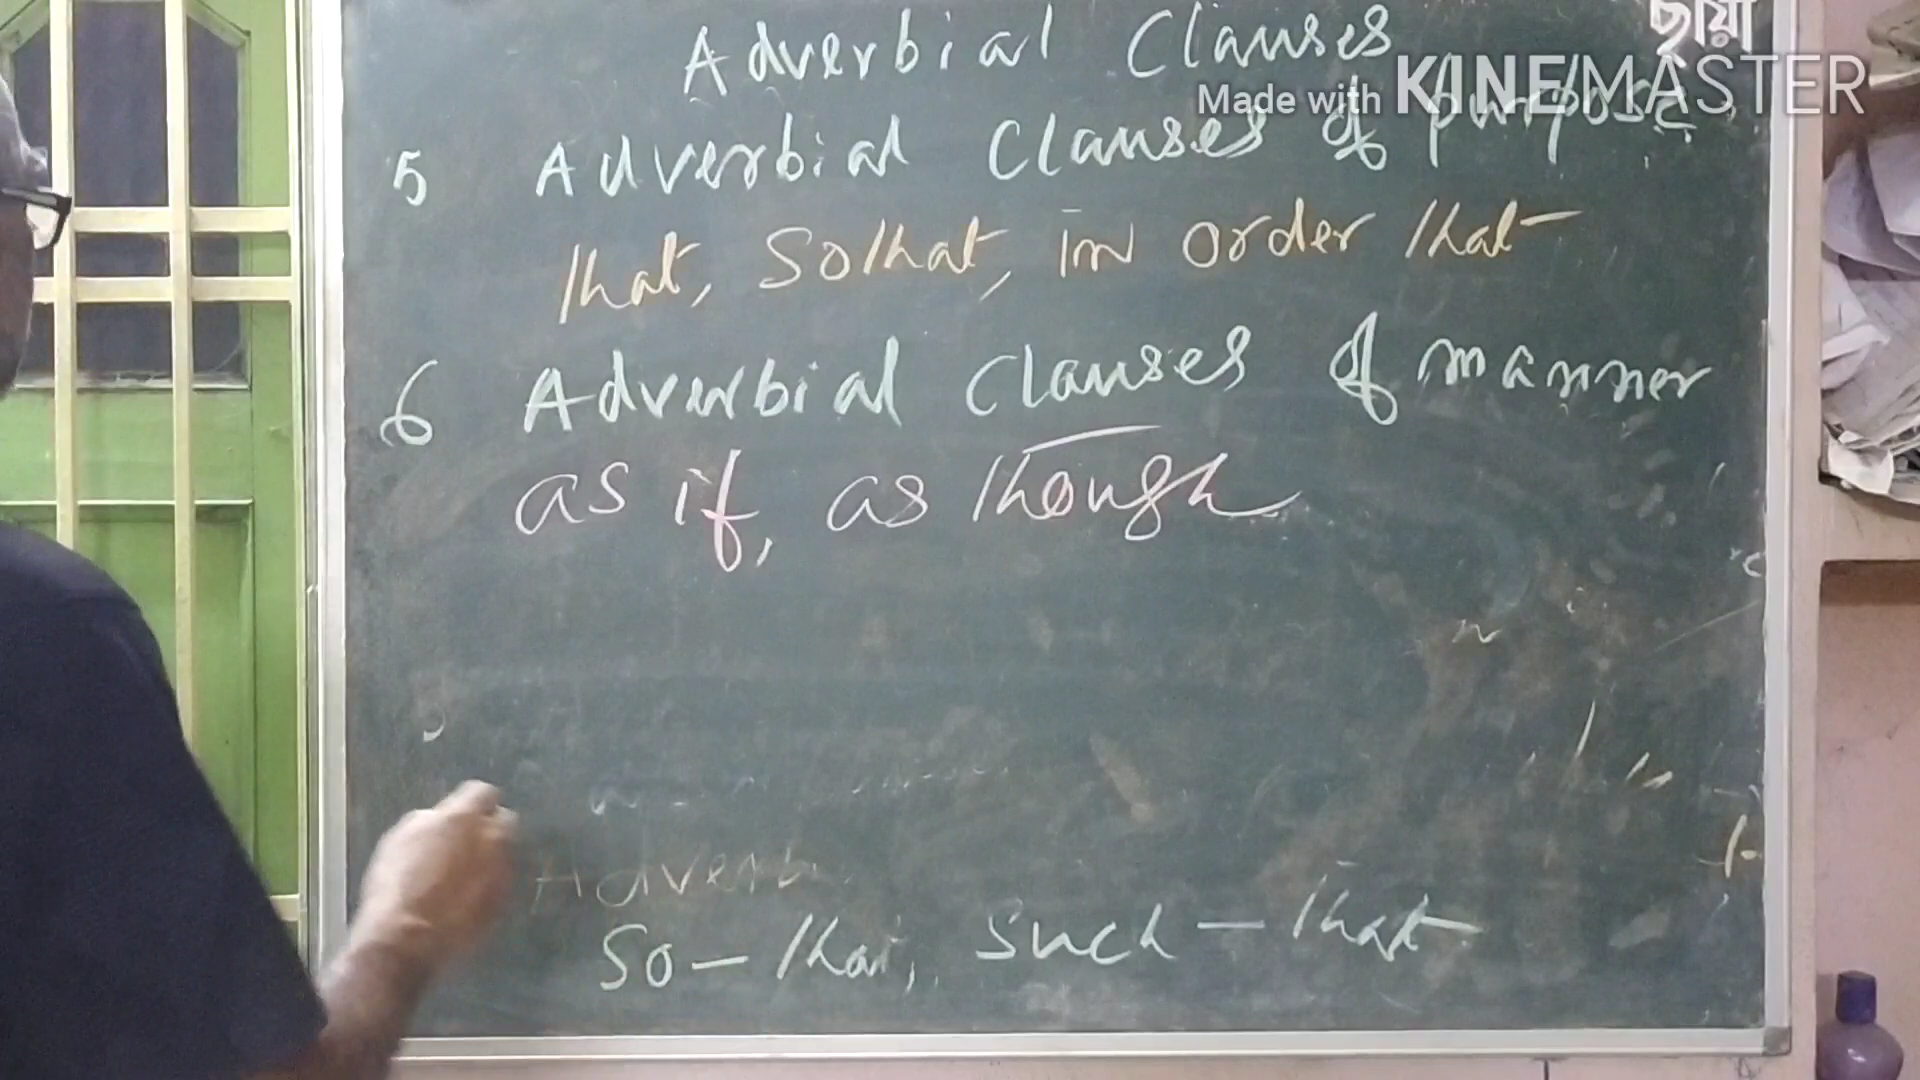 ছায়া
Adverbial Clauses
Made with KINEMASTER
5 Adverbial Clauses of purpose
that, So that, in order that
6 Adverbial Clauses of manner
as if, as though
Adverb
So - that, Such - that